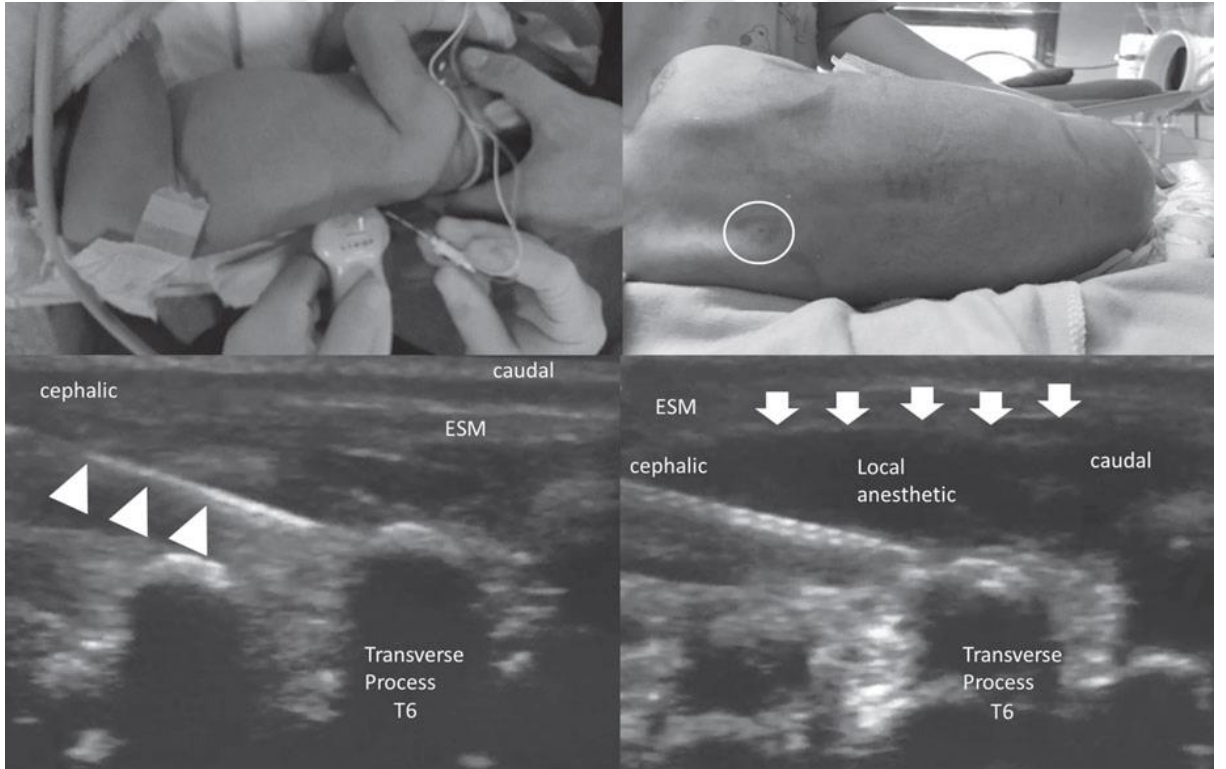 caudal
cephalic
ESM
Transverse
Process
T6
ESM
cephalic
Local
anesthetic
caudal
Transverse
Process
T6